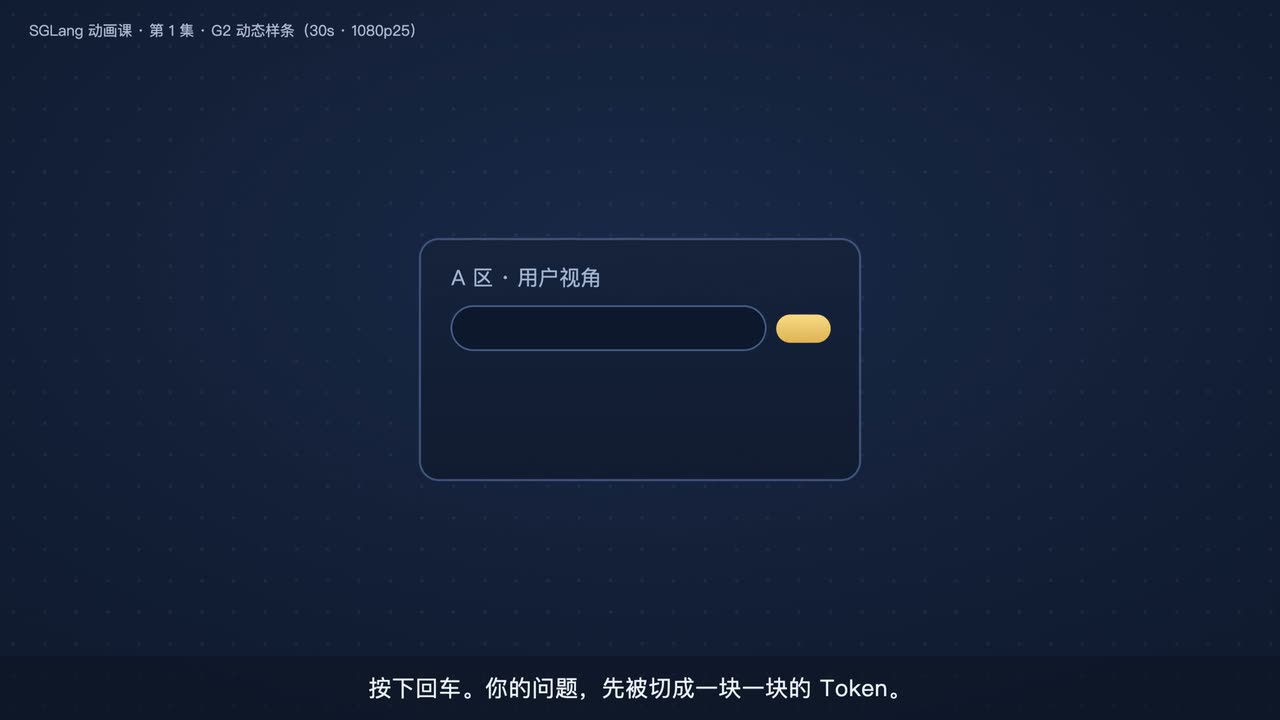 SGLang 动画课 · 第 1 集 · G2 动态样条（30s · 1080p25）
A 区 · 用户视角
按下回车。你的问题，先被切成一块一块的 Token。